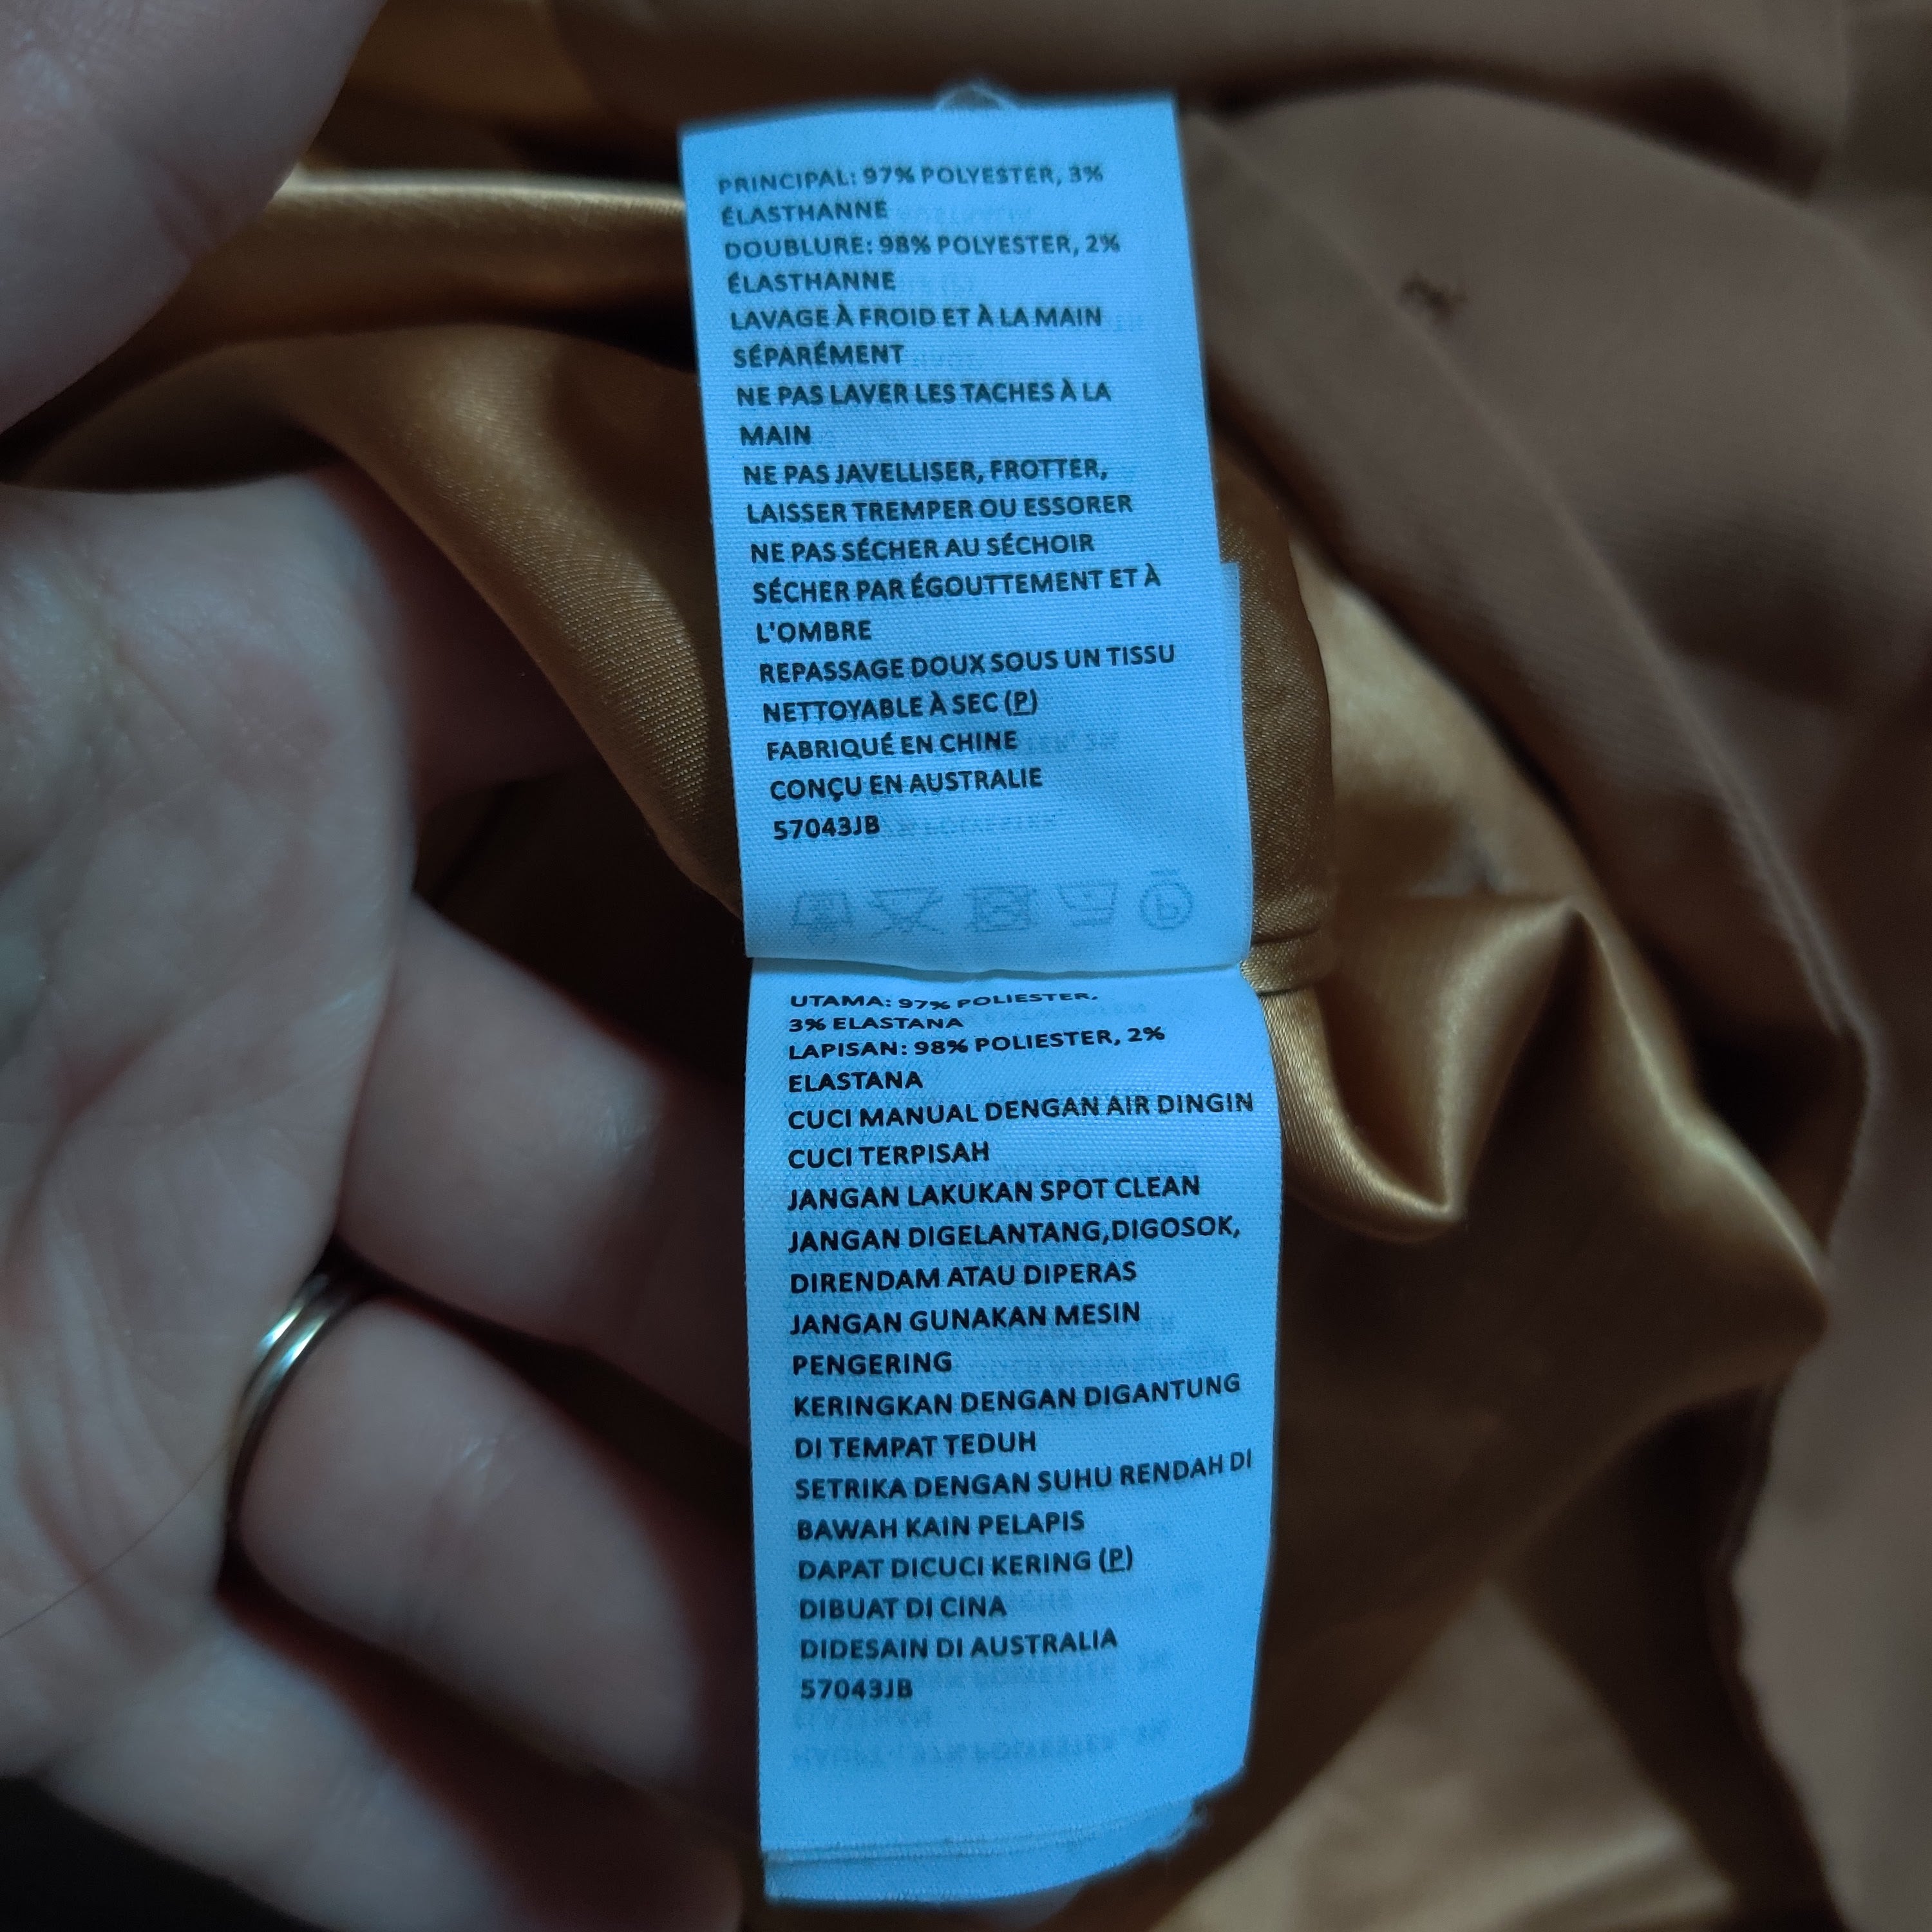 PRINCIPAL: 97% POLYESTER, 3%
ÉLASTHANNE
DOUBLURE: 98% POLYESTER, 2%
ÉLASTHANNE
LAVAGE À FROID ET À LA MAIN
SÉPARÉMENT
NE PAS LAVER LES TACHES À LA
MAIN
NE PAS JAVELLISER, FROTTER,
LAISSER TREMPER OU ESSORER
NE PAS SÉCHER AU SÉCHOIR
SÉCHER PAR ÉGOUTTEMENT ET À
L'OMBRE
REPASSAGE DOUX SOUS UN TISSU
NETTOYABLE À SEC (P)
FABRIQUÉ EN CHINE
CONÇU EN AUSTRALIE
57043JB
UTAMA: 97% POLIESTER,
3% ELASTANA
LAPISAN: 98% POLIESTER, 2%
ELASTANA
CUCI MANUAL DENGAN AIR DINGIN
CUCI TERPISAH
JANGAN LAKUKAN SPOT CLEAN
JANGAN DIGELANTANG,DIGOSOK,
DIRENDAM ATAU DIPERAS
JANGAN GUNAKAN MESIN
PENGERING
KERINGKAN DENGAN DIGANTUNG
DI TEMPAT TEDUH
SETRIKA DENGAN SUHU RENDAH DI
BAWAH KAIN PELAPIS
DAPAT DICUCI KERING (P)
DIBUAT DI CINA
DIDESAIN DI AUSTRALIA
57043JB